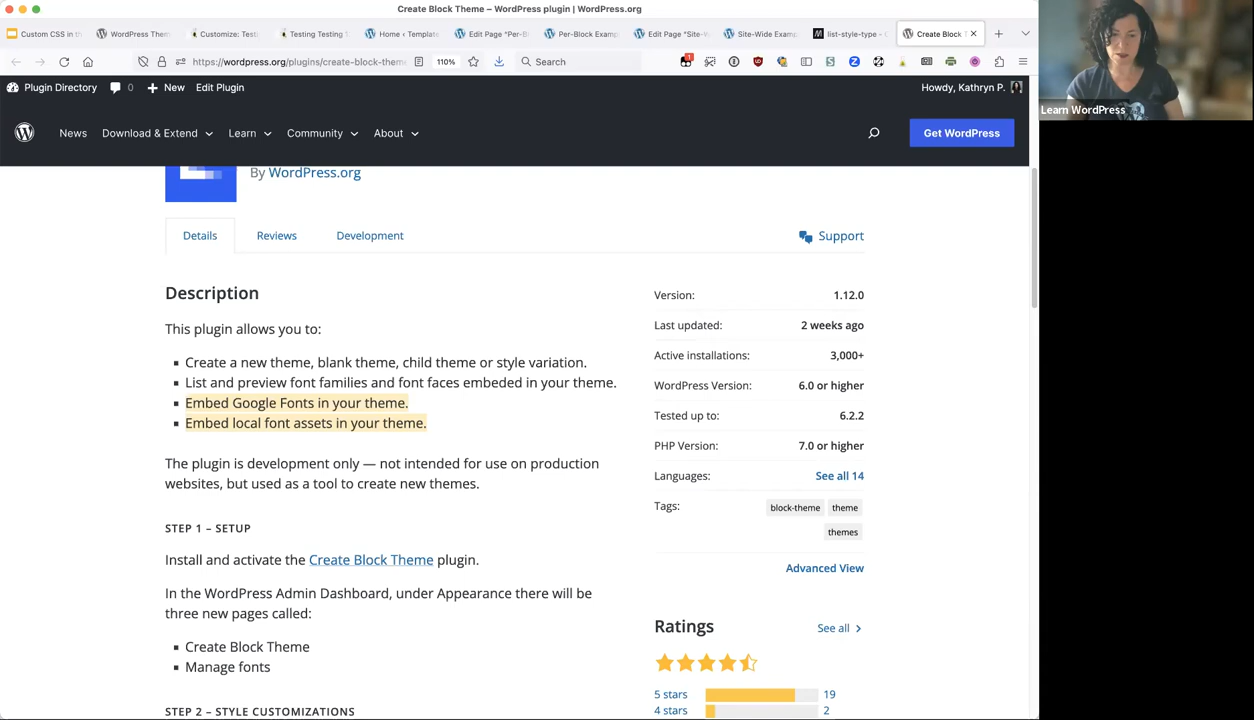 Create Block Theme – WordPress plugin | WordPress.org
Custom CSS in th
WordPress Them
Customize: Testi
Testing Testing S
Home ‹ Template
Edit Page "Per-B
Per-Block Examp
Edit Page "Site-W
Site-Wide Examp
list-style-type - C
Create Block T
https://wordpress.org/plugins/create-block-theme
110%
Search
1
Plugin Directory
0
New
Edit Plugin
Howdy, Kathryn P.
Learn WordPress
News
Download & Extend
Learn
Community
About
Get WordPress
By WordPress.org
Details
Reviews
Development
Support
Description
This plugin allows you to:
Create a new theme, blank theme, child theme or style variation.
List and preview font families and font faces embeded in your theme.
Embed Google Fonts in your theme.
Embed local font assets in your theme.
The plugin is development only — not intended for use on production
websites, but used as a tool to create new themes.
STEP 1 – SETUP
Install and activate the Create Block Theme plugin.
In the WordPress Admin Dashboard, under Appearance there will be
three new pages called:
Create Block Theme
Manage fonts
STEP 2 – STYLE CUSTOMIZATIONS
Version: 1.12.0
Last updated: 2 weeks ago
Active installations: 3,000+
WordPress Version: 6.0 or higher
Tested up to: 6.2.2
PHP Version: 7.0 or higher
Languages: See all 14
Tags: block-theme theme
themes
Advanced View
Ratings See all
5 stars 19
4 stars 2